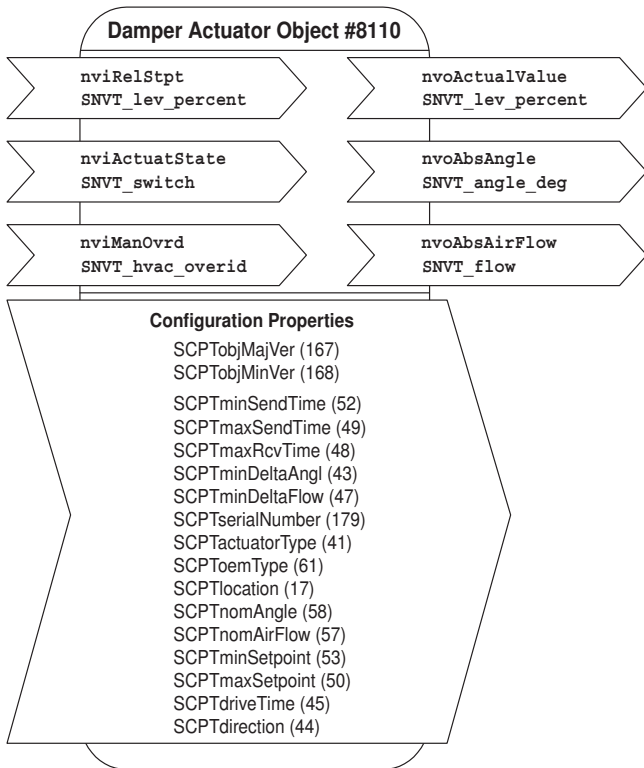 Damper Actuator Object #8110
nviRelStpt
SNVT_lev_percent
nvoActualValue
SNVT_lev_percent
nviActuatState
SNVT_switch
nvoAbsAngle
SNVT_angle_deg
nviManOvrd
SNVT_hvac_overid
nvoAbsAirFlow
SNVT_flow
Configuration Properties
SCPTobjMajVer (167)
SCPTobjMinVer (168)
SCPTminSendTime (52)
SCPTmaxSendTime (49)
SCPTmaxRcvTime (48)
SCPTminDeltaAngl (43)
SCPTminDeltaFlow (47)
SCPTserialNumber (179)
SCPTactuatorType (41)
SCPToemType (61)
SCPTlocation (17)
SCPTnomAngle (58)
SCPTnomAirFlow (57)
SCPTminSetpoint (53)
SCPTmaxSetpoint (50)
SCPTdriveTime (45)
SCPTdirection (44)